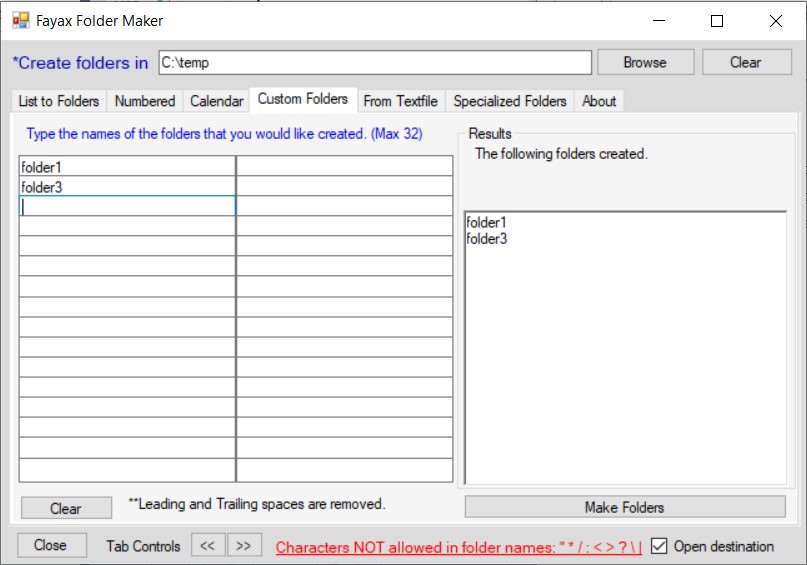 Fayax Folder Maker
*Create folders in C:\temp Browse Clear
List to Folders Numbered Calendar Custom Folders From Textfile Specialized Folders About
Type the names of the folders that you would like created. (Max 32)
Results
The following folders created.
folder1
folder3
folder1
folder3
Clear **Leading and Trailing spaces are removed.
Make Folders
Close Tab Controls << >> Characters NOT allowed in folder names: " * / : < > ? \ | Open destination